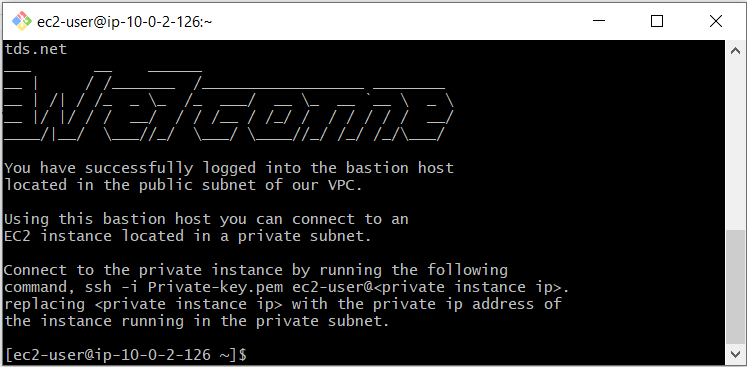 ec2-user@ip-10-0-2-126:~
tds.net
Welcome
You have successfully logged into the bastion host
located in the public subnet of our VPC.
Using this bastion host you can connect to an
EC2 instance located in a private subnet.
Connect to the private instance by running the following
command, ssh -i Private-key.pem ec2-user@<private instance ip>.
replacing <private instance ip> with the private ip address of
the instance running in the private subnet.
[ec2-user@ip-10-0-2-126 ~]$